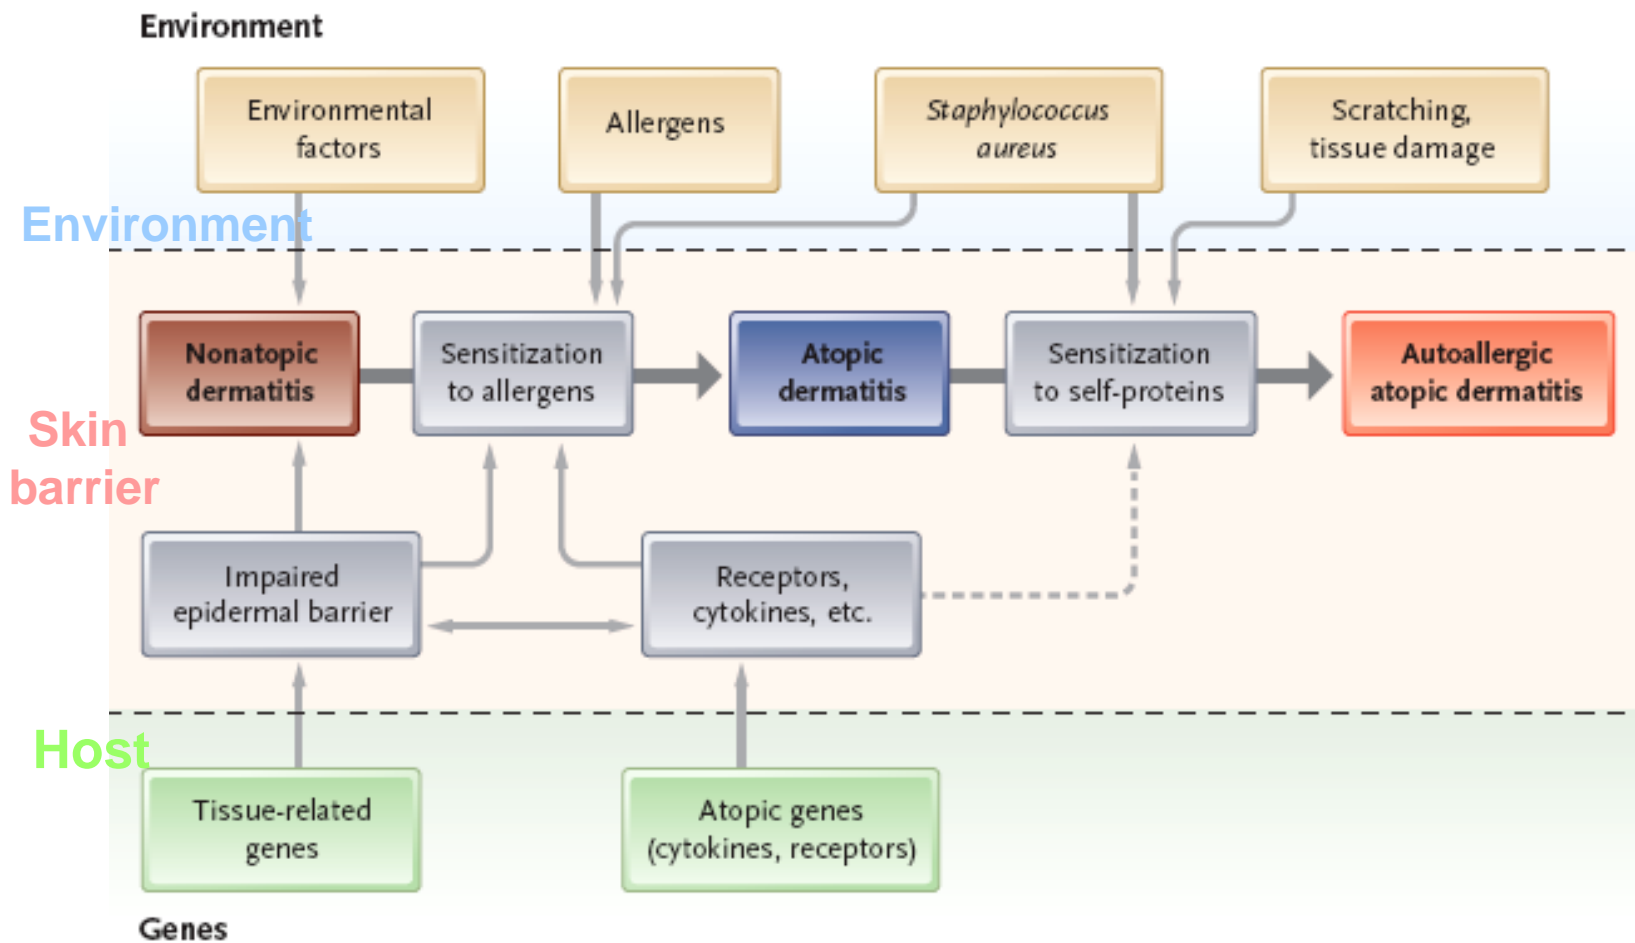 Environment
Environmental
factors
Allergens
Staphylococcus
aureus
Scratching,
tissue damage
Environment
Nonatopic
dermatitis
Sensitization
to allergens
Atopic
dermatitis
Sensitization
to self-proteins
Autoallergic
atopic dermatitis
Skin
barrier
Impaired
epidermal barrier
Receptors,
cytokines, etc.
Host
Tissue-related
genes
Atopic genes
(cytokines, receptors)
Genes